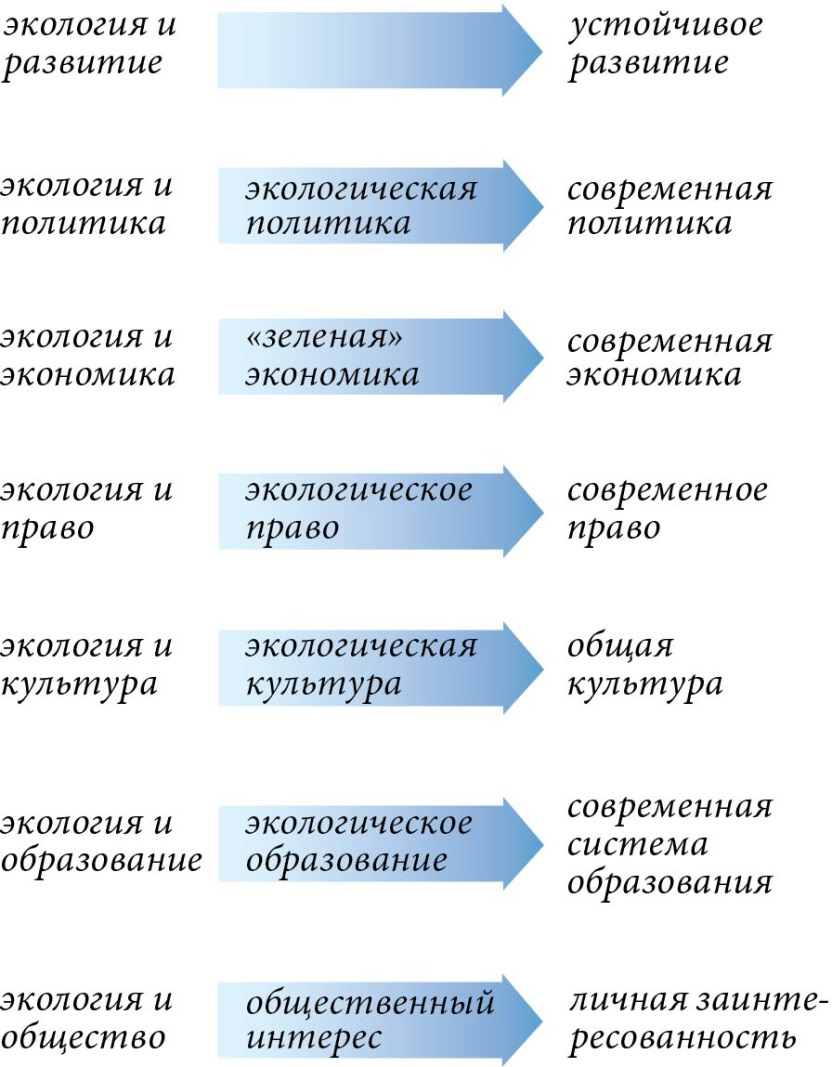 экология и
развитие
устойчивое
развитие
экология и
политика
экологическая
политика
современная
политика
экология и
экономика
«зеленая»
экономика
современная
экономика
экология и
право
экологическое
право
современное
право
экология и
культура
экологическая
культура
общая
культура
экология и
образование
экологическое
образование
современная
система
образования
экология и
общество
общественный
интерес
личная заинте-
ресованность